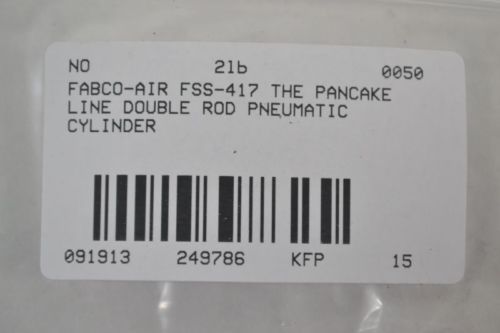 NO 21b 0050
FABCO-AIR FSS-417 THE PANCAKE
LINE DOUBLE ROD PNEUMATIC
CYLINDER
091913 249786 KFP 15